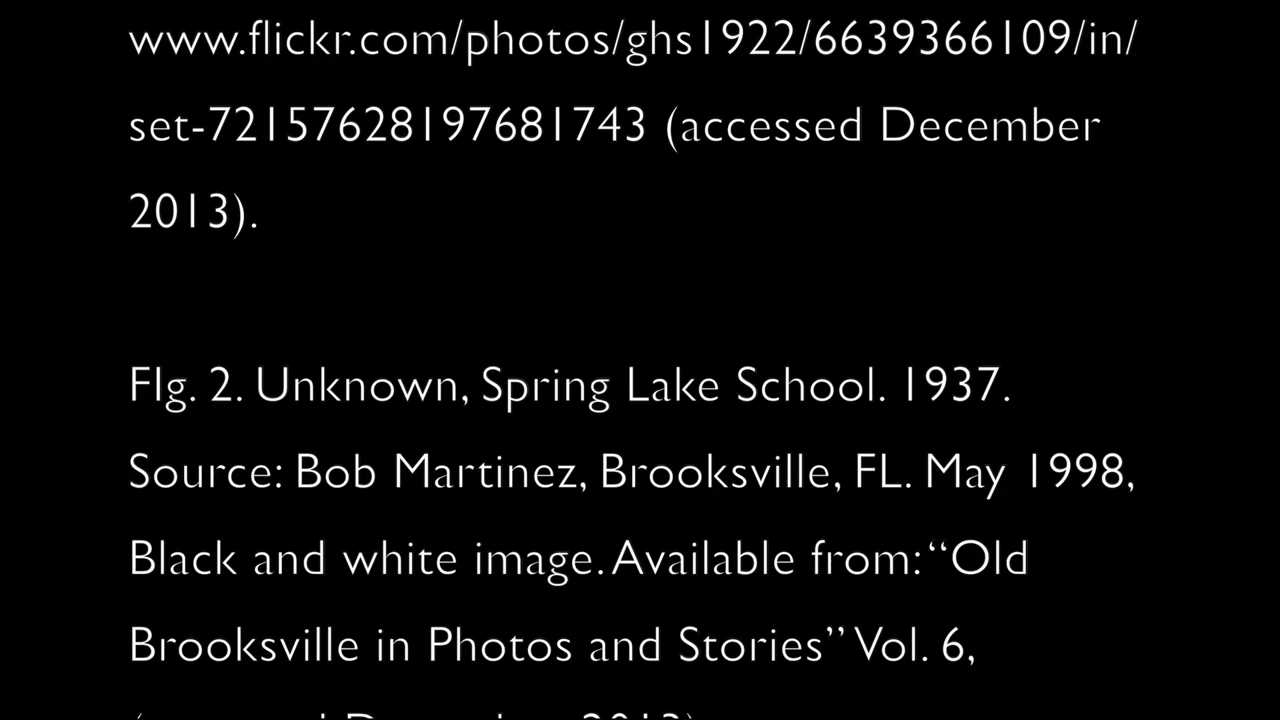 www.flickr.com/photos/ghs1922/6639366109/in/
set-72157628197681743 (accessed December
2013).
FIg. 2. Unknown, Spring Lake School. 1937.
Source: Bob Martinez, Brooksville, FL. May 1998,
Black and white image. Available from: “Old
Brooksville in Photos and Stories” Vol. 6,